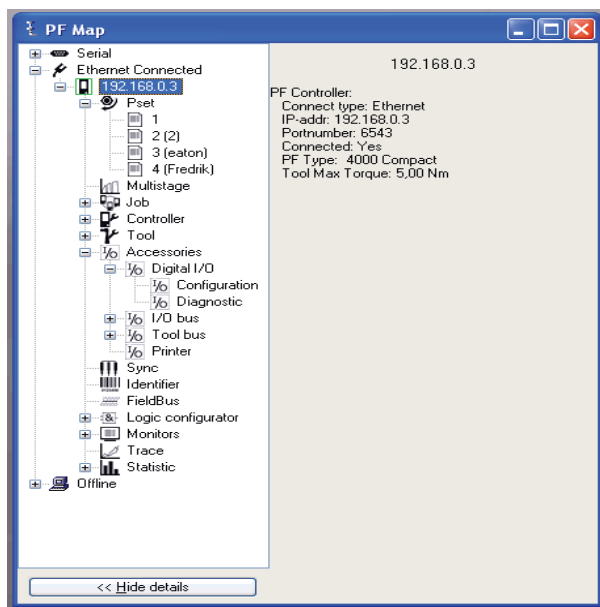 PF Map
Serial
Ethernet Connected
192.168.0.3
Pset
1
2 (2)
3 (eaton)
4 (Fredrik)
Multistage
Job
Controller
Tool
I/o Accessories
I/o Digital I/O
I/o Configuration
I/o Diagnostic
I/o I/O bus
I/o Tool bus
I/o Printer
Sync
Identifier
FieldBus
& Logic configurator
Monitors
Trace
Statistic
Offline
<< Hide details
192.168.0.3
PF Controller:
Connect type: Ethernet
IP-addr: 192.168.0.3
Portnumber: 6543
Connected: Yes
PF Type: 4000 Compact
Tool Max Torque: 5,00 Nm